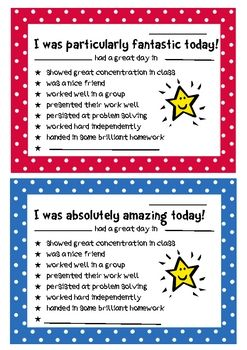 I was particularly fantastic today!
had a great day in
showed great concentration in class
was a nice friend
worked well in a group
presented their work well
persisted at problem solving
worked hard independently
handed in some brilliant homework
I was absolutely amazing today!
had a great day in
showed great concentration in class
was a nice friend
worked well in a group
presented their work well
persisted at problem solving
worked hard independently
handed in some brilliant homework